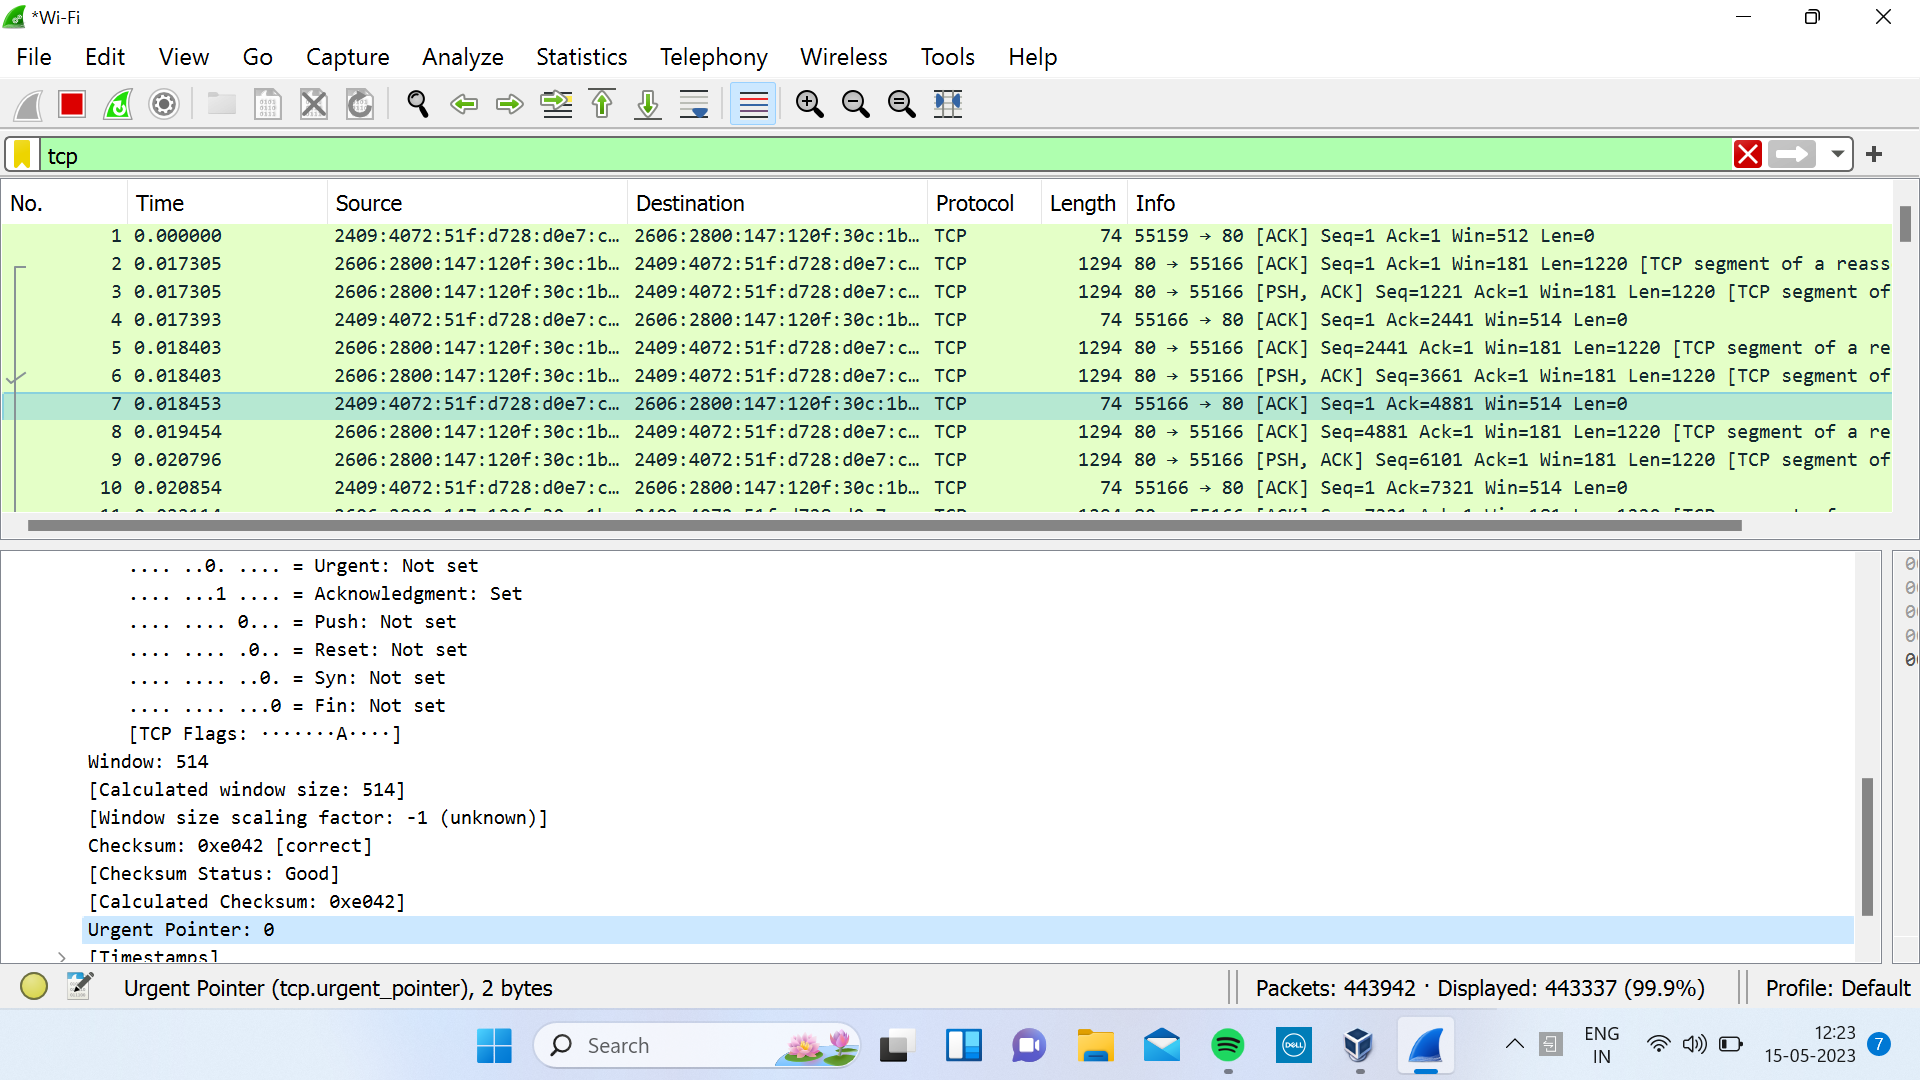 *Wi-Fi
File Edit View Go Capture Analyze Statistics Telephony Wireless Tools Help
tcp
No. Time Source Destination Protocol Length Info
1 0.000000 2409:4072:51f:d728:d0e7:c… 2606:2800:147:120f:30c:1b… TCP 74 55159 → 80 [ACK] Seq=1 Ack=1 Win=512 Len=0
2 0.017305 2606:2800:147:120f:30c:1b… 2409:4072:51f:d728:d0e7:c… TCP 1294 80 → 55166 [ACK] Seq=1 Ack=1 Win=181 Len=1220 [TCP segment of a reass
3 0.017305 2606:2800:147:120f:30c:1b… 2409:4072:51f:d728:d0e7:c… TCP 1294 80 → 55166 [PSH, ACK] Seq=1221 Ack=1 Win=181 Len=1220 [TCP segment of
4 0.017393 2409:4072:51f:d728:d0e7:c… 2606:2800:147:120f:30c:1b… TCP 74 55166 → 80 [ACK] Seq=1 Ack=2441 Win=514 Len=0
5 0.018403 2606:2800:147:120f:30c:1b… 2409:4072:51f:d728:d0e7:c… TCP 1294 80 → 55166 [ACK] Seq=2441 Ack=1 Win=181 Len=1220 [TCP segment of a re
6 0.018403 2606:2800:147:120f:30c:1b… 2409:4072:51f:d728:d0e7:c… TCP 1294 80 → 55166 [PSH, ACK] Seq=3661 Ack=1 Win=181 Len=1220 [TCP segment of
7 0.018453 2409:4072:51f:d728:d0e7:c… 2606:2800:147:120f:30c:1b… TCP 74 55166 → 80 [ACK] Seq=1 Ack=4881 Win=514 Len=0
8 0.019454 2606:2800:147:120f:30c:1b… 2409:4072:51f:d728:d0e7:c… TCP 1294 80 → 55166 [ACK] Seq=4881 Ack=1 Win=181 Len=1220 [TCP segment of a re
9 0.020796 2606:2800:147:120f:30c:1b… 2409:4072:51f:d728:d0e7:c… TCP 1294 80 → 55166 [PSH, ACK] Seq=6101 Ack=1 Win=181 Len=1220 [TCP segment of
10 0.020854 2409:4072:51f:d728:d0e7:c… 2606:2800:147:120f:30c:1b… TCP 74 55166 → 80 [ACK] Seq=1 Ack=7321 Win=514 Len=0
.... ..0. .... = Urgent: Not set
.... ...1 .... = Acknowledgment: Set
.... .... 0... = Push: Not set
.... .... .0.. = Reset: Not set
.... .... ..0. = Syn: Not set
.... .... ...0 = Fin: Not set
[TCP Flags: ·······A····]
Window: 514
[Calculated window size: 514]
[Window size scaling factor: -1 (unknown)]
Checksum: 0xe042 [correct]
[Checksum Status: Good]
[Calculated Checksum: 0xe042]
Urgent Pointer: 0
[Timestamps]
Urgent Pointer (tcp.urgent_pointer), 2 bytes
Packets: 443942 · Displayed: 443337 (99.9%)
Profile: Default
Search
DELL
ENG
IN
12:23
15-05-2023
7